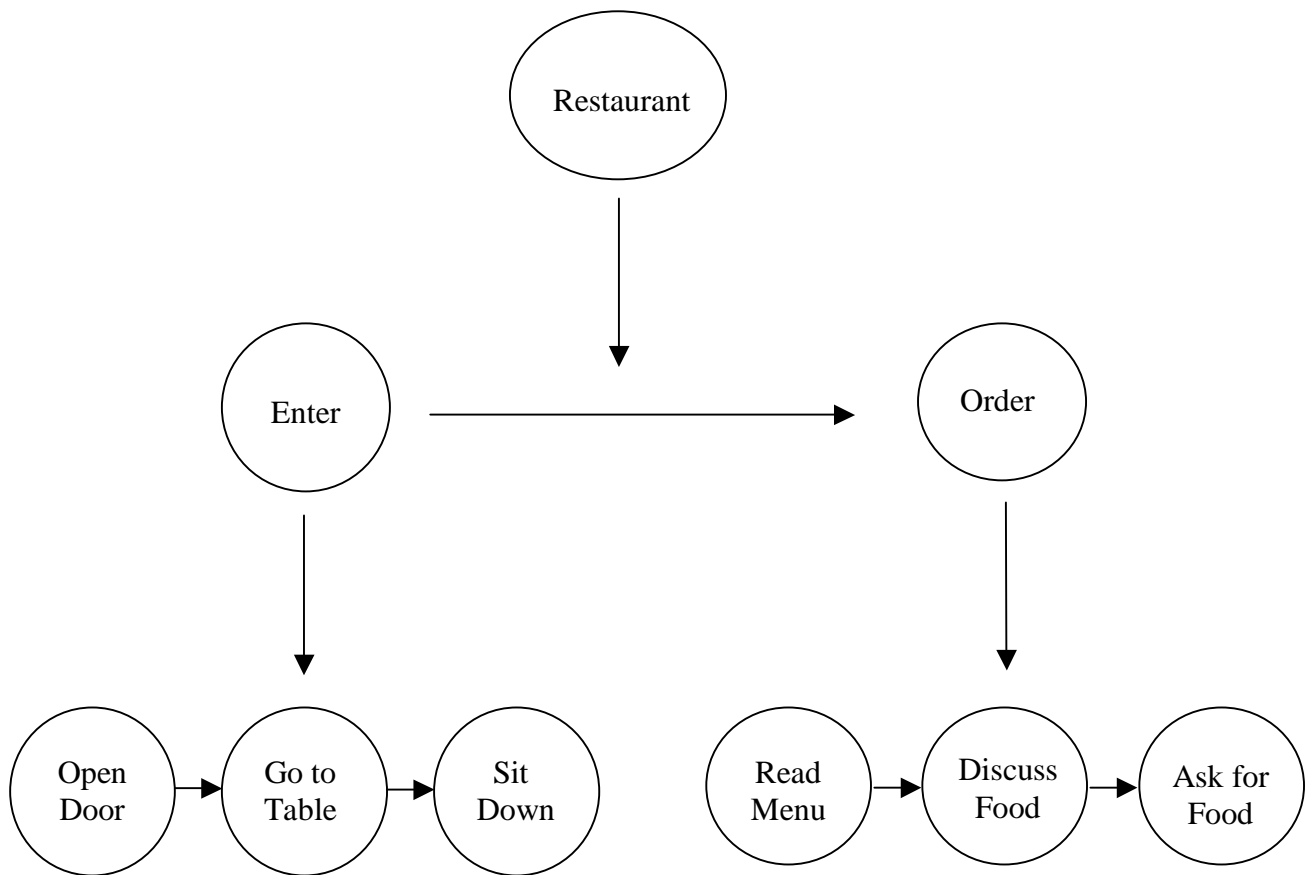 Restaurant
Enter
Order
Open
Door
Go to
Table
Sit
Down
Read
Menu
Discuss
Food
Ask for
Food